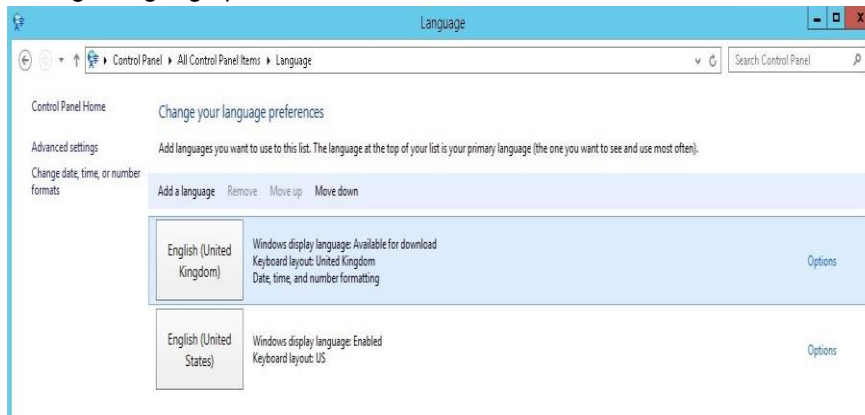 Language
Control Panel ▸ All Control Panel Items ▸ Language
Search Control Panel
Control Panel Home
Advanced settings
Change date, time, or number
formats
Change your language preferences
Add languages you want to use to this list. The language at the top of your list is your primary language (the one you want to see and use most often).
Add a language Remove Move up Move down
English (United
Kingdom)
Windows display language: Available for download
Keyboard layout: United Kingdom
Date, time, and number formatting
Options
English (United
States)
Windows display language: Enabled
Keyboard layout: US
Options